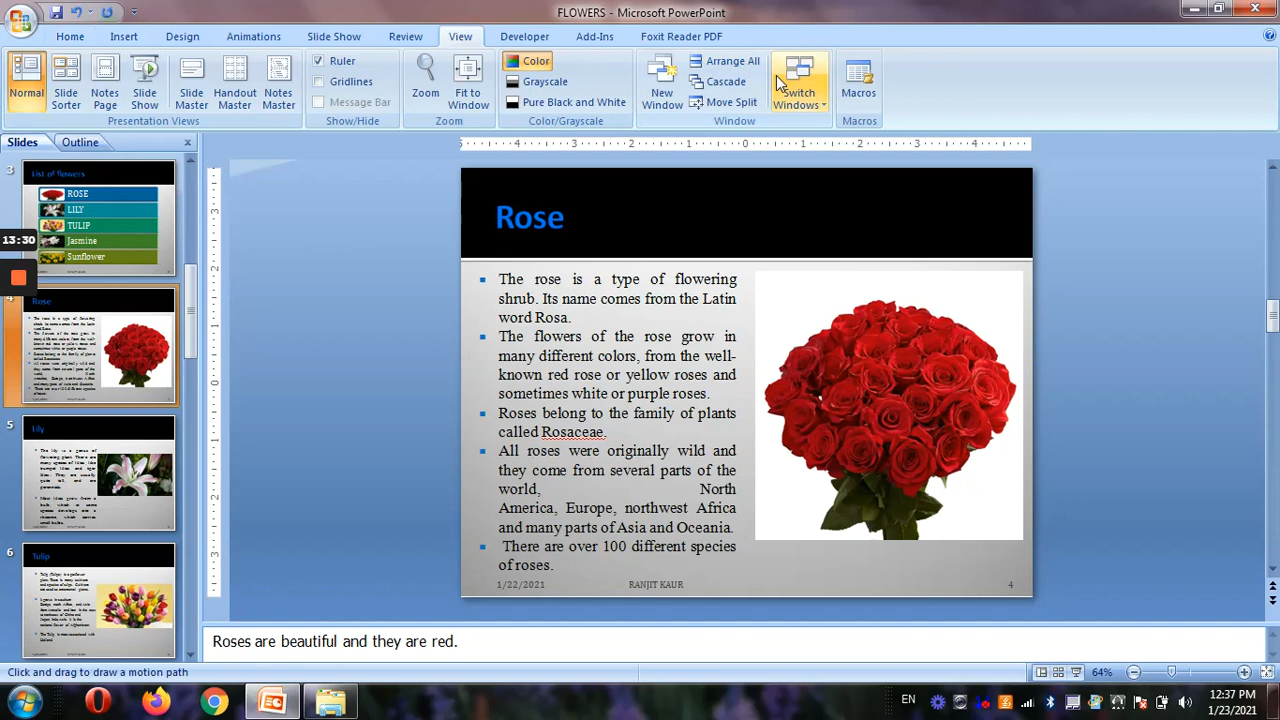 FLOWERS - Microsoft PowerPoint
Home Insert Design Animations Slide Show Review View Developer Add-Ins Foxit Reader PDF
Normal
Slide Sorter
Notes Page
Slide Show
Slide Master
Handout Master
Notes Master
Presentation Views
Ruler
Gridlines
Message Bar
Show/Hide
Zoom
Fit to Window
Zoom
Color
Grayscale
Pure Black and White
Color/Grayscale
New Window
Arrange All
Cascade
Move Split
Switch Windows
Window
Macros
Macros
Slides Outline
3
List of flowers
ROSE
LILY
TULIP
Jasmine
Sunflower
13:30
4
Rose
5
Lily
6
Tulip
Rose
The rose is a type of flowering
shrub. Its name comes from the Latin
word Rosa.
The flowers of the rose grow in
many different colors, from the well-
known red rose or yellow roses and
sometimes white or purple roses.
Roses belong to the family of plants
called Rosaceae.
All roses were originally wild and
they come from several parts of the
world, North
America, Europe, northwest Africa
and many parts of Asia and Oceania.
There are over 100 different species
of roses.
1/22/2021 RANJIT KAUR 4
Roses are beautiful and they are red.
Click and drag to draw a motion path
64%
EN
12:37 PM
1/23/2021